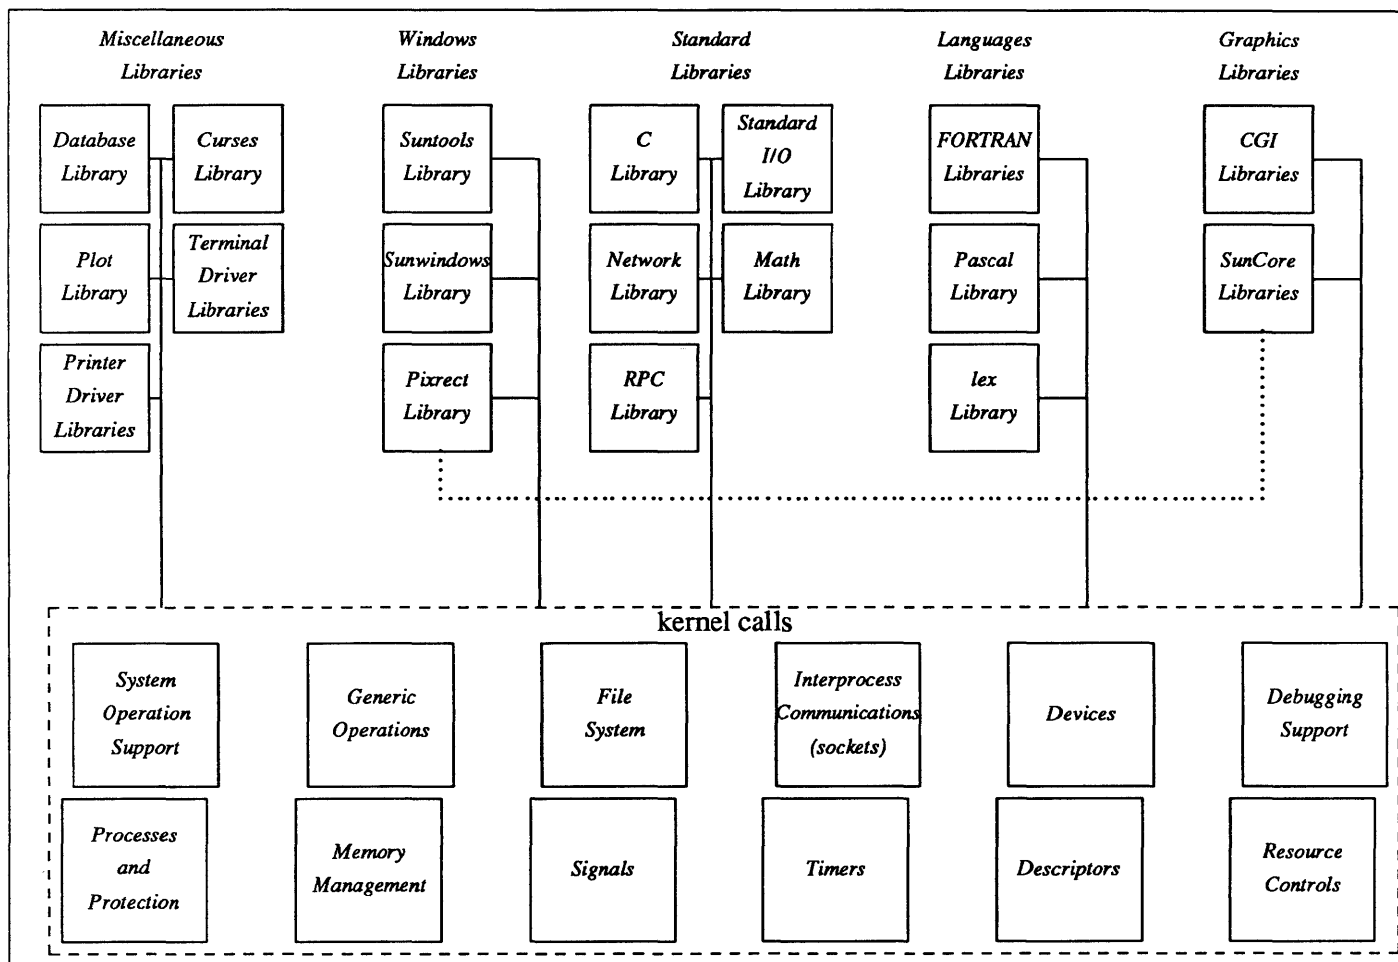 Miscellaneous
Libraries
Windows
Libraries
Standard
Libraries
Languages
Libraries
Graphics
Libraries
Database
Library
Curses
Library
Suntools
Library
C
Library
Standard
I/O
Library
FORTRAN
Libraries
CGI
Libraries
Plot
Library
Terminal
Driver
Libraries
Sunwindows
Library
Network
Library
Math
Library
Pascal
Library
SunCore
Libraries
Printer
Driver
Libraries
Pixrect
Library
RPC
Library
lex
Library
kernel calls
System
Operation
Support
Generic
Operations
File
System
Interprocess
Communications
(sockets)
Devices
Debugging
Support
Processes
and
Protection
Memory
Management
Signals
Timers
Descriptors
Resource
Controls